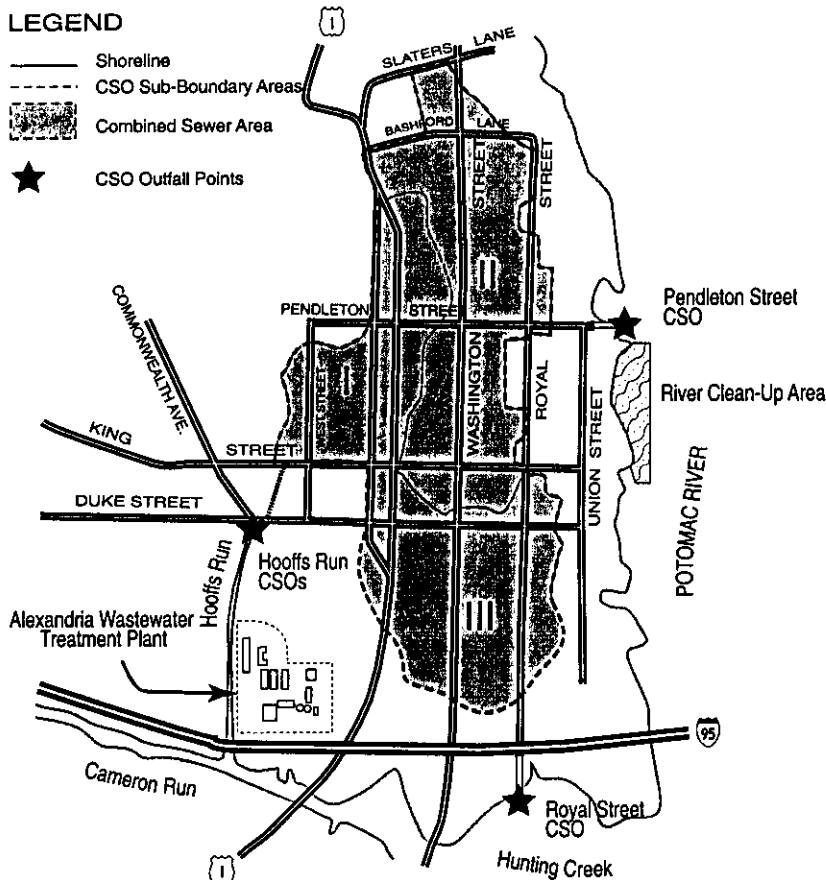 LEGEND
Shoreline
CSO Sub-Boundary Areas
Combined Sewer Area
CSO Outfall Points
1
SLATERS LANE
BASHFORD LANE
STREET
STREET
II
COMMONWEALTH AVE.
PENDLETON STREET
Pendleton Street
CSO
I
WEST STREET
WASHINGTON
ROYAL
UNION STREET
River Clean-Up Area
KING STREET
DUKE STREET
POTOMAC RIVER
Hooffs Run
Hooffs Run
CSOs
III
Alexandria Wastewater
Treatment Plant
95
Cameron Run
Royal Street
CSO
1
Hunting Creek